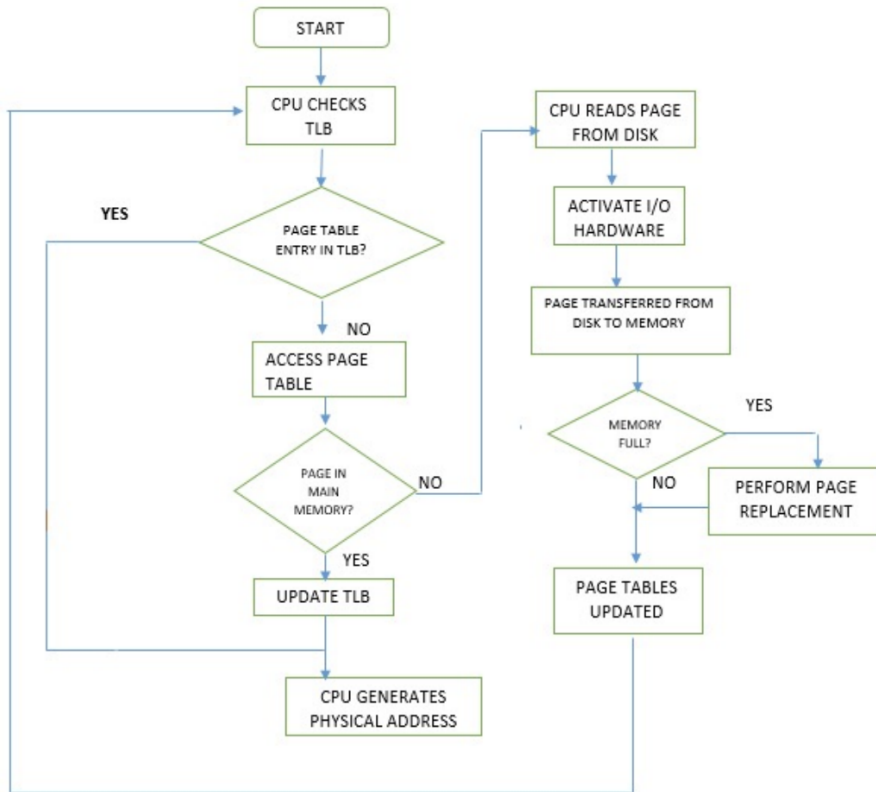 START
CPU CHECKS
TLB
YES
PAGE TABLE
ENTRY IN TLB?
NO
ACCESS PAGE
TABLE
PAGE IN
MAIN
MEMORY?
NO
YES
UPDATE TLB
CPU GENERATES
PHYSICAL ADDRESS
CPU READS PAGE
FROM DISK
ACTIVATE I/O
HARDWARE
PAGE TRANSFERRED FROM
DISK TO MEMORY
MEMORY
FULL?
YES
NO
PERFORM PAGE
REPLACEMENT
PAGE TABLES
UPDATED